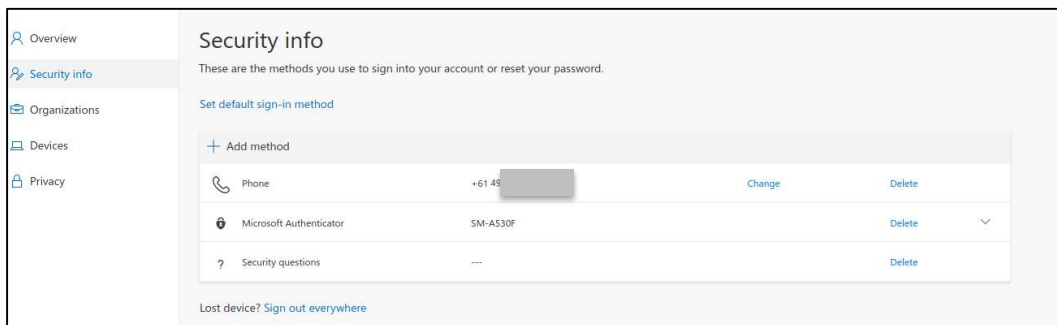 Overview
Security info
Organizations
Devices
Privacy
Security info
These are the methods you use to sign into your account or reset your password.
Set default sign-in method
+ Add method
Phone +61 49 Change Delete
Microsoft Authenticator SM-A530F Delete
? Security questions --- Delete
Lost device? Sign out everywhere